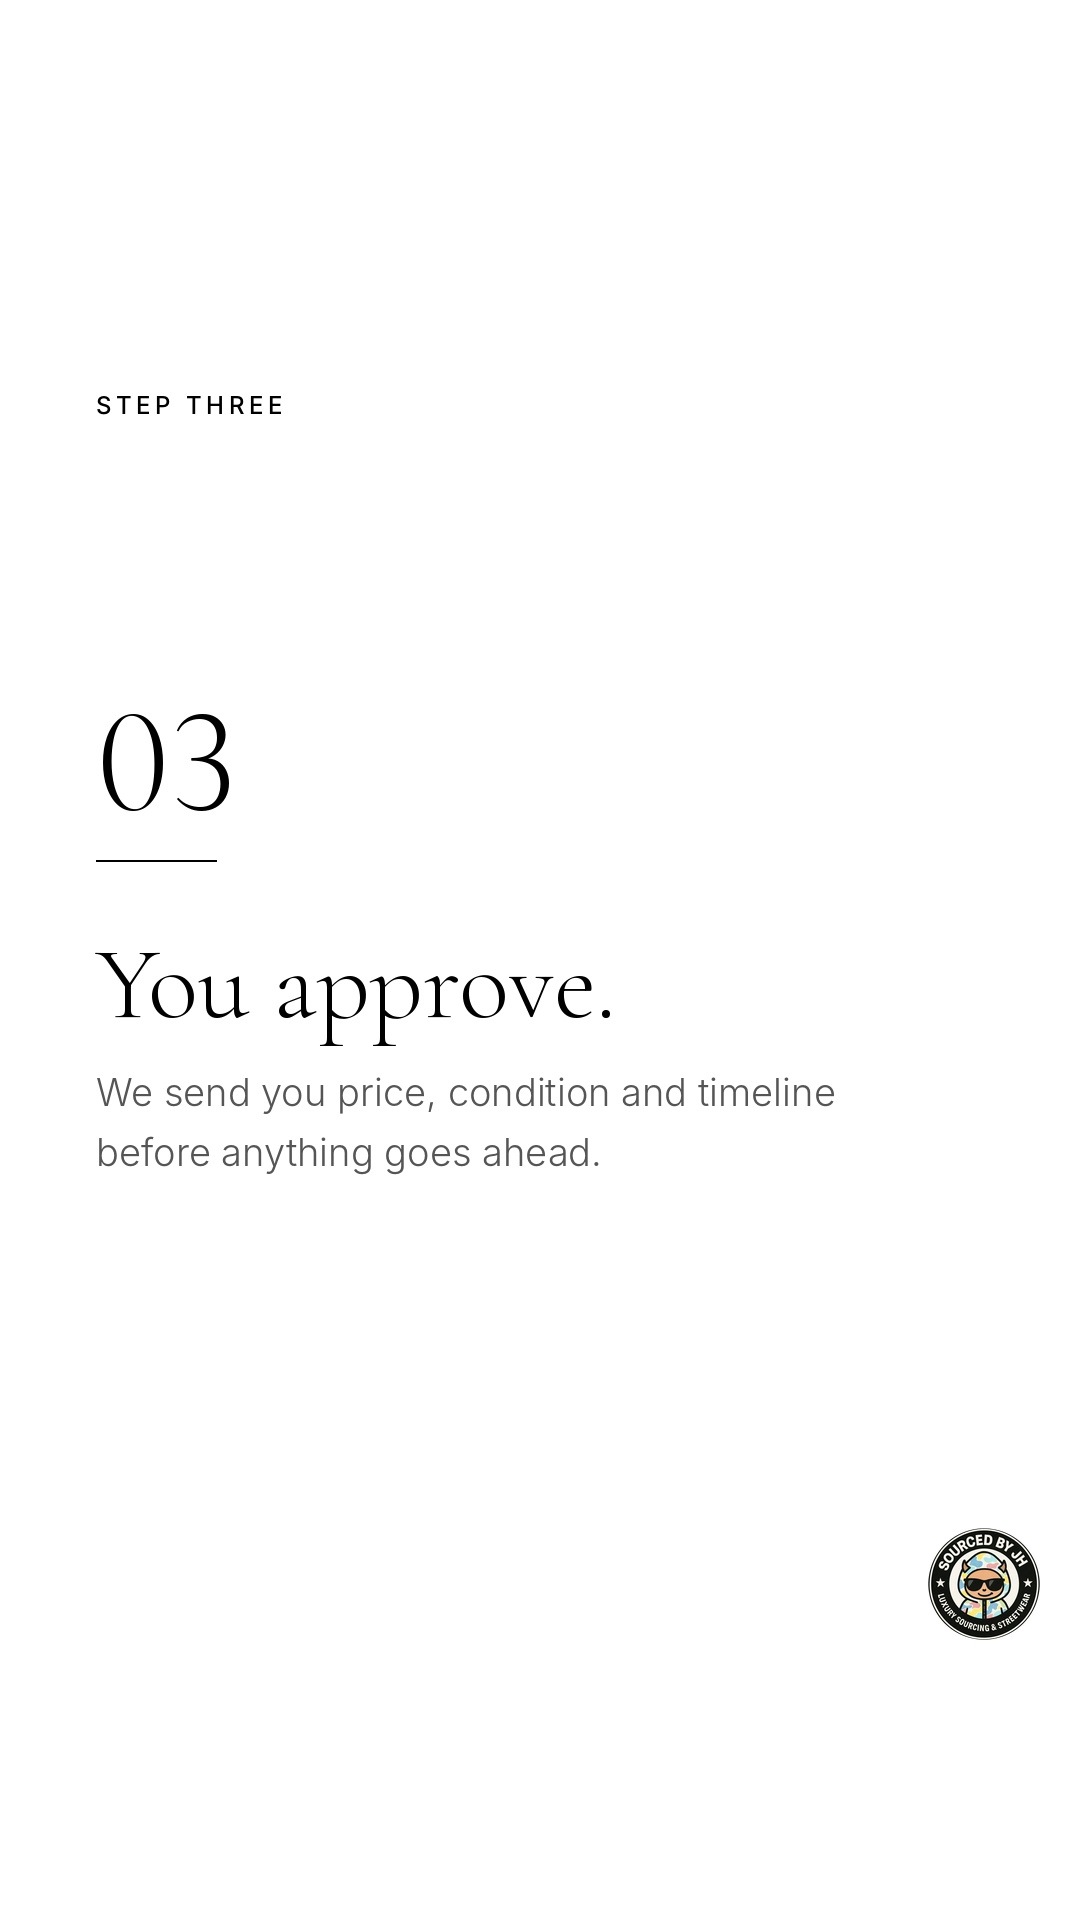 STEP THREE
03
You approve.
We send you price, condition and timeline
before anything goes ahead.
SOURCED BY JH
LUXURY SOURCING & STREETWEAR